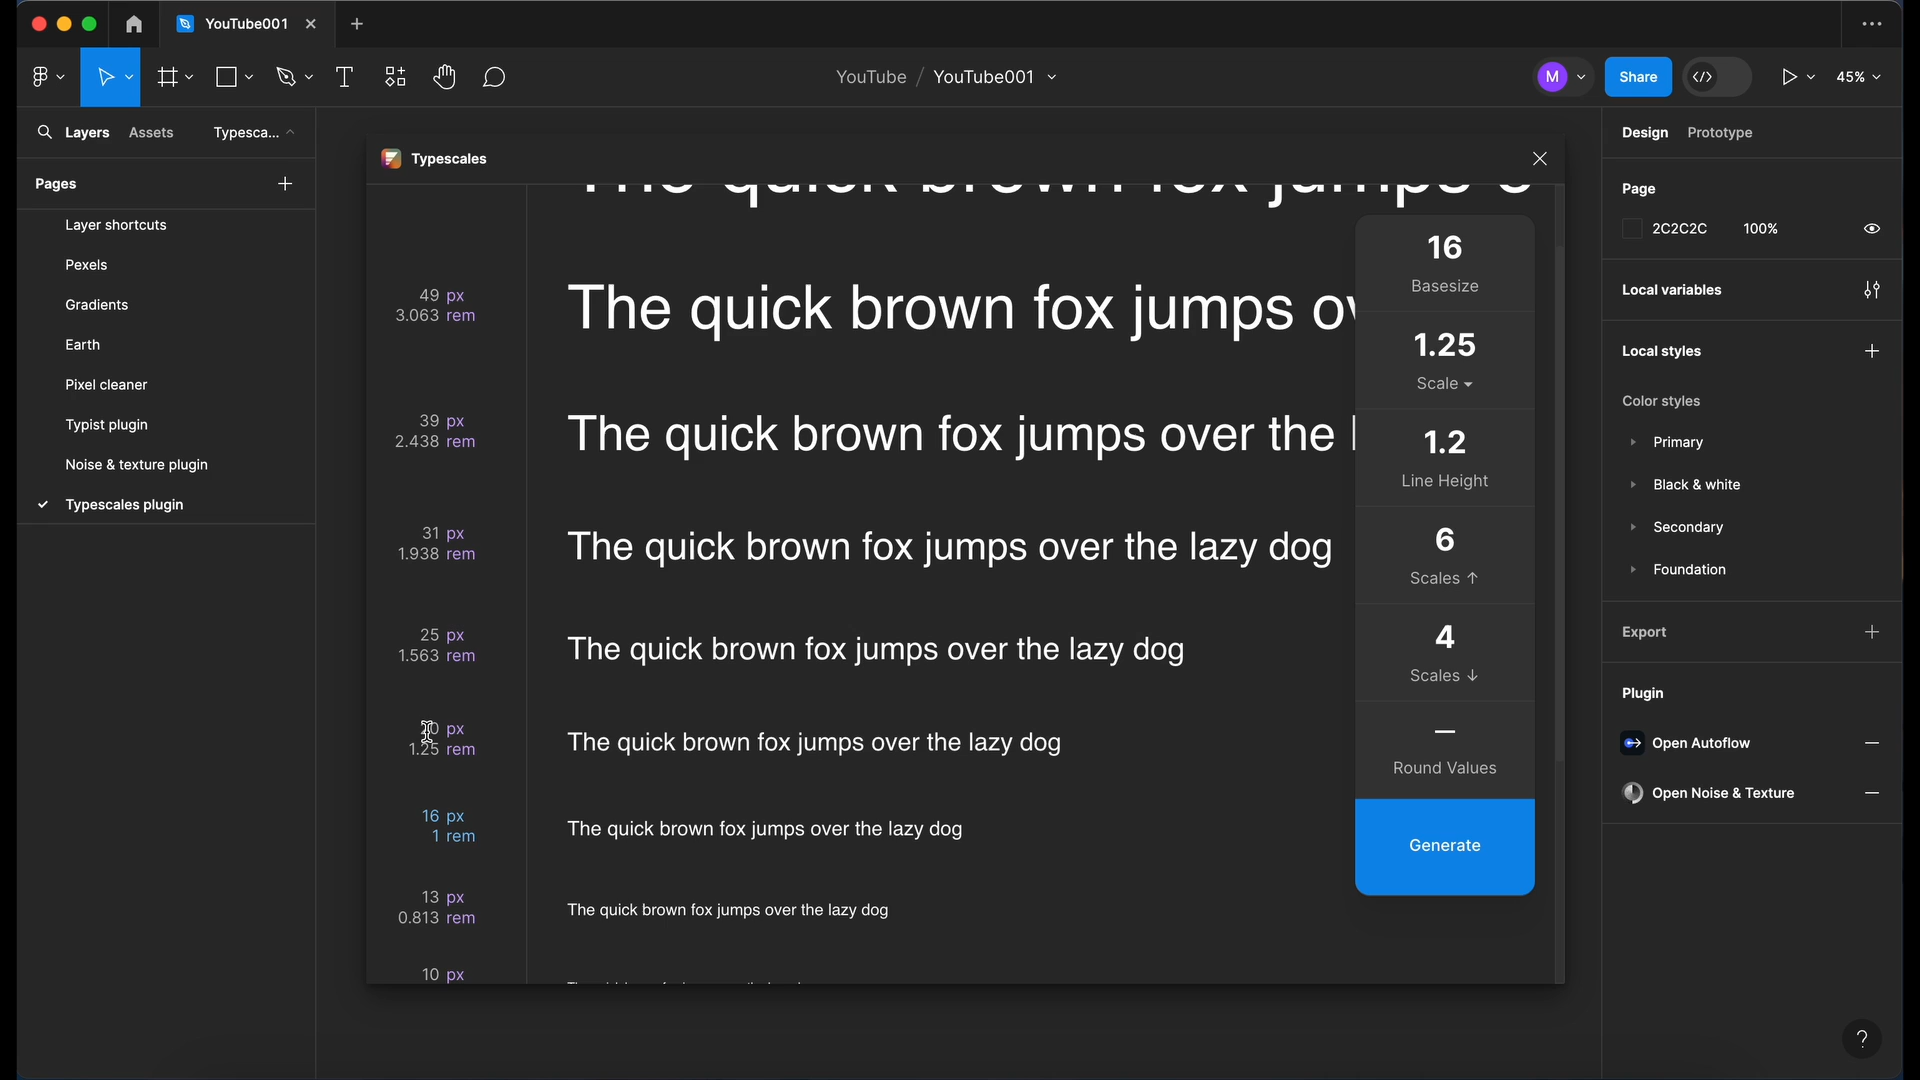 YouTube001
YouTube / YouTube001
M
Share
45%
Layers
Assets
Typesca...
Pages
Layer shortcuts
Pexels
Gradients
Earth
Pixel cleaner
Typist plugin
Noise & texture plugin
Typescales plugin
Typescales
The quick brown fox jumps o
49 px
3.063 rem
The quick brown fox jumps ov
39 px
2.438 rem
The quick brown fox jumps over the l
31 px
1.938 rem
The quick brown fox jumps over the lazy dog
25 px
1.563 rem
The quick brown fox jumps over the lazy dog
px
1.25 rem
The quick brown fox jumps over the lazy dog
16 px
1 rem
The quick brown fox jumps over the lazy dog
13 px
0.813 rem
The quick brown fox jumps over the lazy dog
10 px
16
Basesize
1.25
Scale
1.2
Line Height
6
Scales ↑
4
Scales ↓
—
Round Values
Generate
Design
Prototype
Page
2C2C2C
100%
Local variables
Local styles
Color styles
Primary
Black & white
Secondary
Foundation
Export
Plugin
Open Autoflow
Open Noise & Texture
?